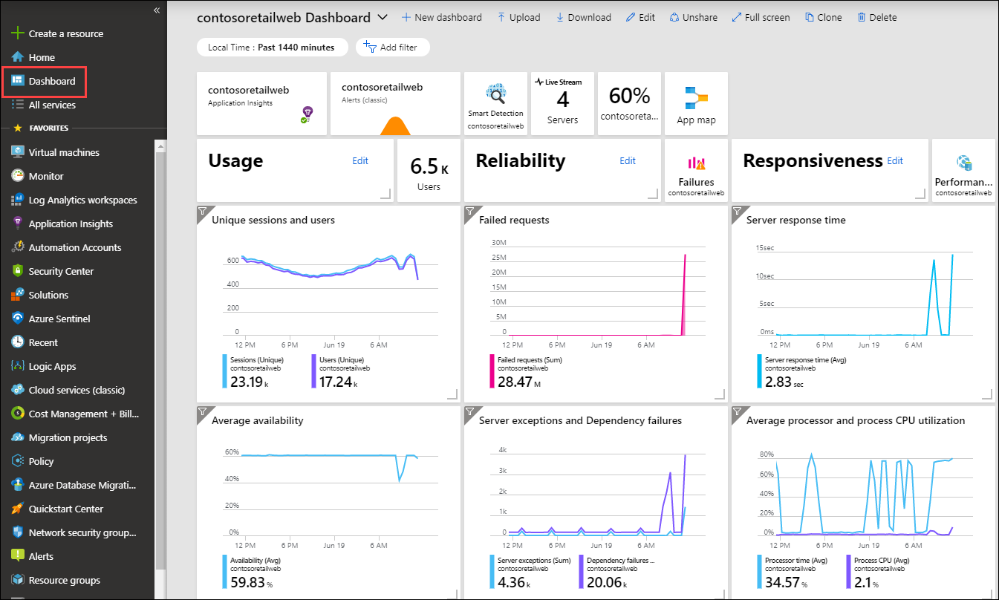 «
Create a resource
Home
Dashboard
All services
FAVORITES
Virtual machines
Monitor
Log Analytics workspaces
Application Insights
Automation Accounts
Security Center
Solutions
Azure Sentinel
Recent
Logic Apps
Cloud services (classic)
Cost Management + Bill...
Migration projects
Policy
Azure Database Migrati...
Quickstart Center
Network security group...
Alerts
Resource groups
contosoretailweb Dashboard
New dashboard
Upload
Download
Edit
Unshare
Full screen
Clone
Delete
Local Time : Past 1440 minutes
Add filter
contosoretailweb
Application Insights
contosoretailweb
Alerts (classic)
Smart Detection
contosoretailweb
Live Stream
4
Servers
60%
contosoreta...
App map
Usage
Edit
6.5 K
Users
Reliability
Edit
Failures
contosoretailweb
Responsiveness
Edit
Performan...
contosoretailweb
Unique sessions and users
600
400
200
0
12 PM 6 PM Jun 19 6 AM
Sessions (Unique)
contosoretailweb
23.19 k
Users (Unique)
contosoretailweb
17.24 k
Failed requests
30M
25M
20M
15M
10M
5M
0
12 PM 6 PM Jun 19 6 AM
Failed requests (Sum)
contosoretailweb
28.47 M
Server response time
15sec
10sec
5sec
0ms
12 PM 6 PM Jun 19 6 AM
Server response time (Avg)
contosoretailweb
2.83 sec
Average availability
60%
40%
20%
0%
12 PM 6 PM Jun 19 6 AM
Availability (Avg)
contosoretailweb
59.83 %
Server exceptions and Dependency failures
4k
3k
2k
1k
0
12 PM 6 PM Jun 19 6 AM
Server exceptions (Sum)
contosoretailweb
4.36 k
Dependency failures ...
contosoretailweb
20.06 k
Average processor and process CPU utilization
80%
60%
40%
20%
0%
12 PM 6 PM Jun 19 6 AM
Processor time (Avg)
contosoretailweb
34.57 %
Process CPU (Avg)
contosoretailweb
2.1 %